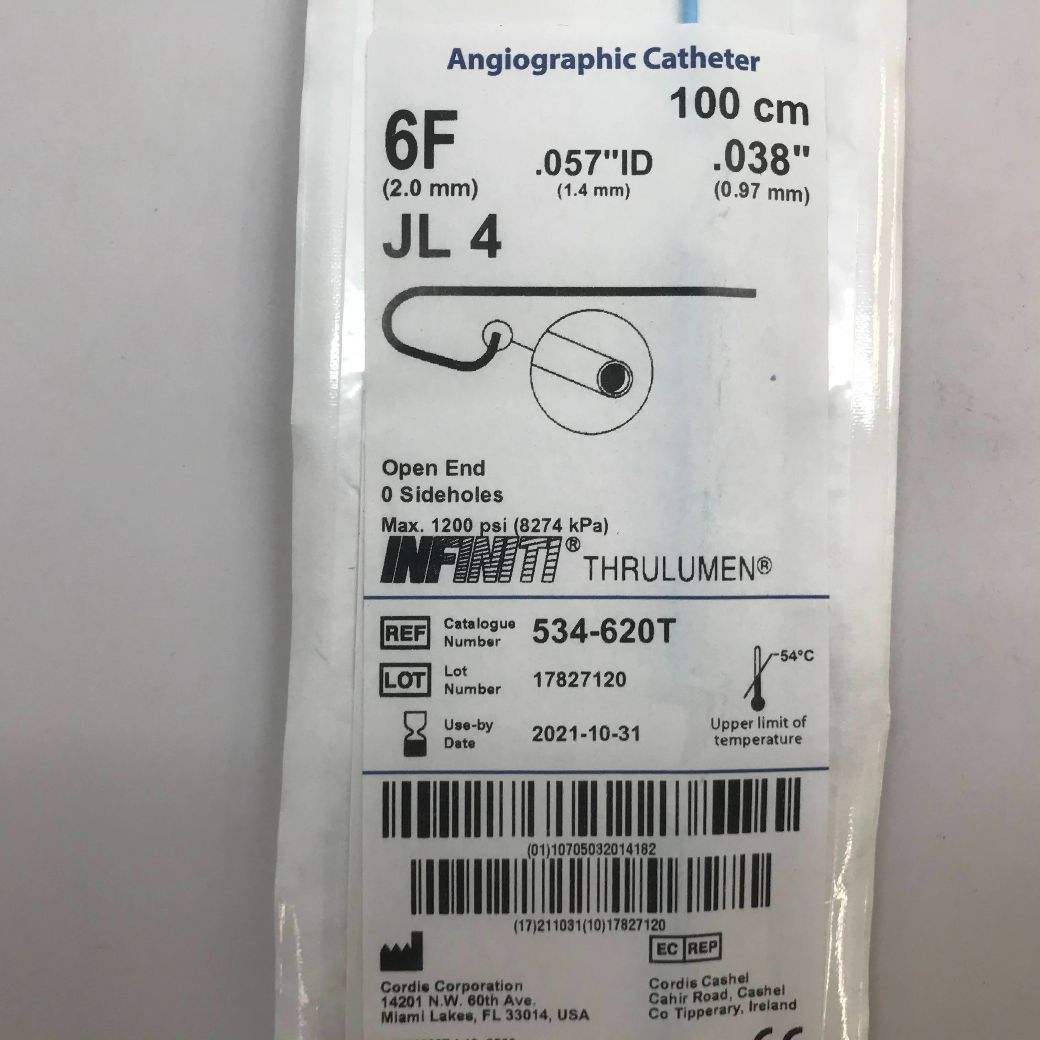 Angiographic Catheter
100 cm
6F
(2.0 mm)
.057"ID
(1.4 mm)
.038"
(0.97 mm)
JL 4
Open End
0 Sideholes
Max. 1200 psi (8274 kPa)
INFINITI® THRULUMEN®
REF Catalogue Number 534-620T
LOT Lot Number 17827120
Use-by Date 2021-10-31
54°C
Upper limit of
temperature
(01)10705032014182
(17)211031(10)17827120
Cordis Corporation
14201 N.W. 60th Ave.
Miami Lakes, FL 33014, USA
EC REP
Cordis Cashel
Cahir Road, Cashel
Co Tipperary, Ireland